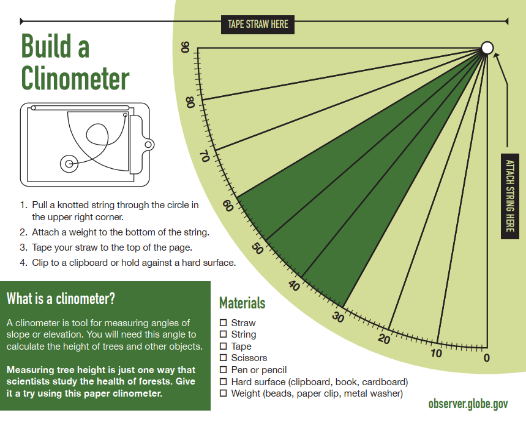 TAPE STRAW HERE
Build a
Clinometer
90
80
70
60
50
40
30
20
10
0
ATTACH STRING HERE
1. Pull a knotted string through the circle in
the upper right corner.
2. Attach a weight to the bottom of the string.
3. Tape your straw to the top of the page.
4. Clip to a clipboard or hold against a hard surface.
What is a clinometer?
A clinometer is tool for measuring angles of
slope or elevation. You will need this angle to
calculate the height of trees and other objects.
Measuring tree height is just one way that
scientists study the health of forests. Give
it a try using this paper clinometer.
Materials
Straw
String
Tape
Scissors
Pen or pencil
Hard surface (clipboard, book, cardboard)
Weight (beads, paper clip, metal washer)
observer.globe.gov